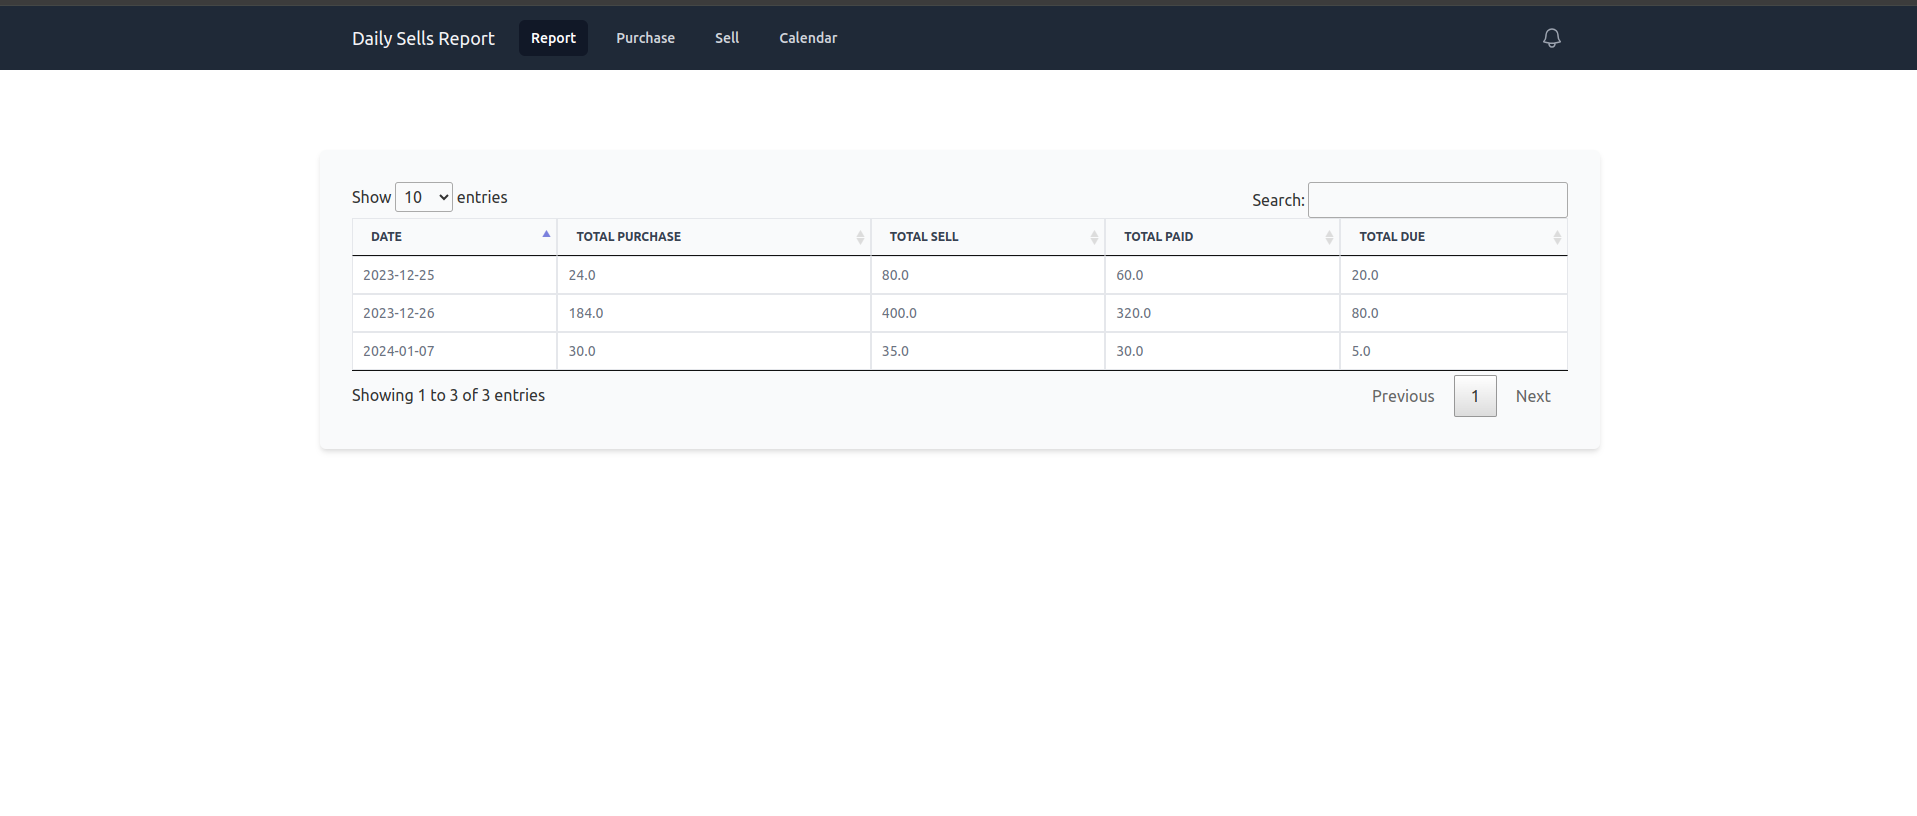 Daily Sells Report Report Purchase Sell Calendar
Show 10 entries Search:
DATE TOTAL PURCHASE TOTAL SELL TOTAL PAID TOTAL DUE
2023-12-25 24.0 80.0 60.0 20.0
2023-12-26 184.0 400.0 320.0 80.0
2024-01-07 30.0 35.0 30.0 5.0
Showing 1 to 3 of 3 entries Previous 1 Next